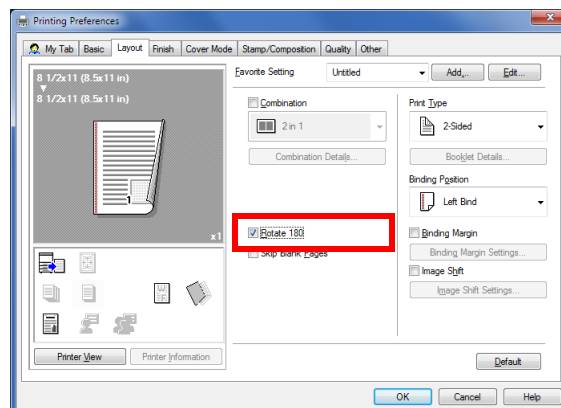 Printing Preferences
My Tab Basic Layout Finish Cover Mode Stamp/Composition Quality Other
8 1/2x11 (8.5x11 in)
8 1/2x11 (8.5x11 in)
1
x1
Printer View Printer Information
Favorite Setting Untitled Add... Edit...
Combination
2 in 1
Combination Details...
Rotate 180
Skip Blank Pages
Print Type
2-Sided
Booklet Details...
Binding Position
Left Bind
Binding Margin
Binding Margin Settings...
Image Shift
Image Shift Settings...
Default
OK Cancel Help